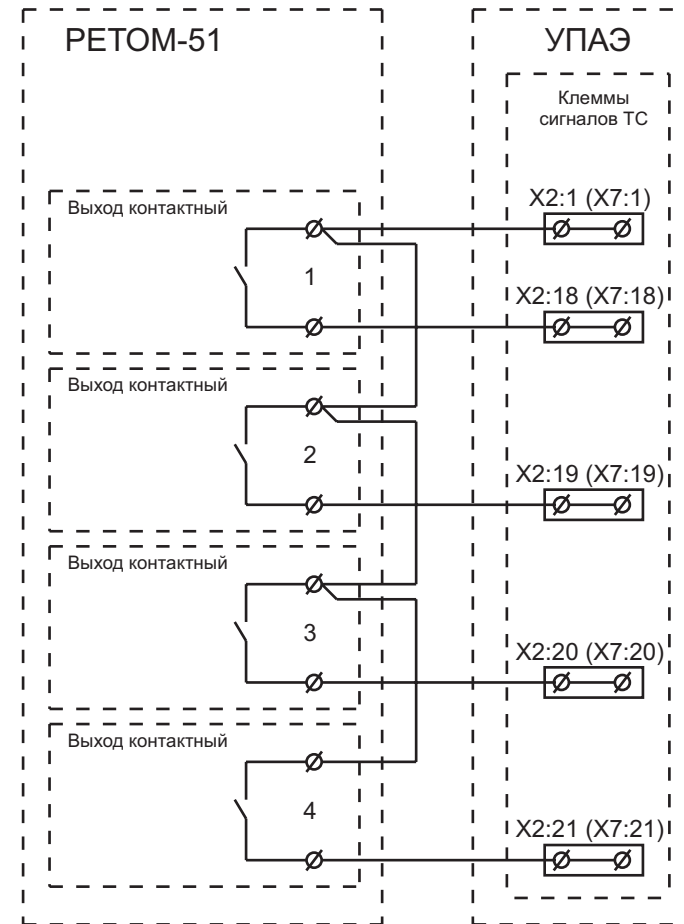 РЕТОМ-51
УПАЭ
Клеммы
сигналов ТС
Выход контактный
1
X2:1 (X7:1)
X2:18 (X7:18)
Выход контактный
2
X2:19 (X7:19)
Выход контактный
3
X2:20 (X7:20)
Выход контактный
4
X2:21 (X7:21)